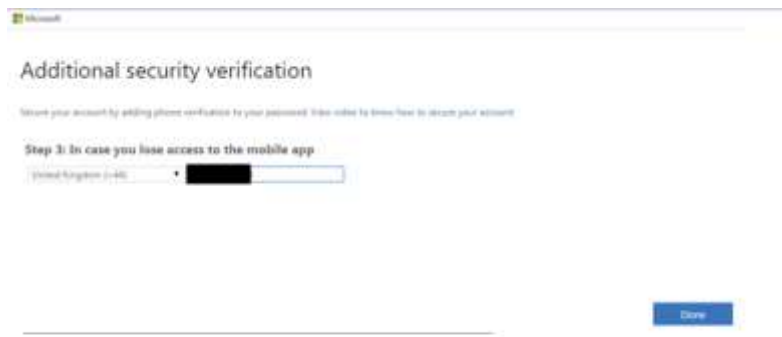 Microsoft
Additional security verification
Secure your account by adding phone verification to your password. View video to know how to secure your account
Step 3: In case you lose access to the mobile app
United Kingdom (+44)
Done